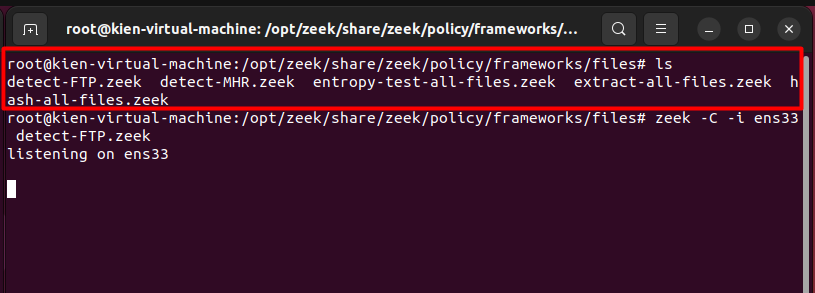 root@kien-virtual-machine: /opt/zeek/share/zeek/policy/frameworks//...
root@kien-virtual-machine:/opt/zeek/share/zeek/policy/frameworks/files# ls
detect-FTP.zeek  detect-MHR.zeek  entropy-test-all-files.zeek  extract-all-files.zeek  h
ash-all-files.zeek
root@kien-virtual-machine:/opt/zeek/share/zeek/policy/frameworks/files# zeek -C -i ens33
 detect-FTP.zeek
listening on ens33